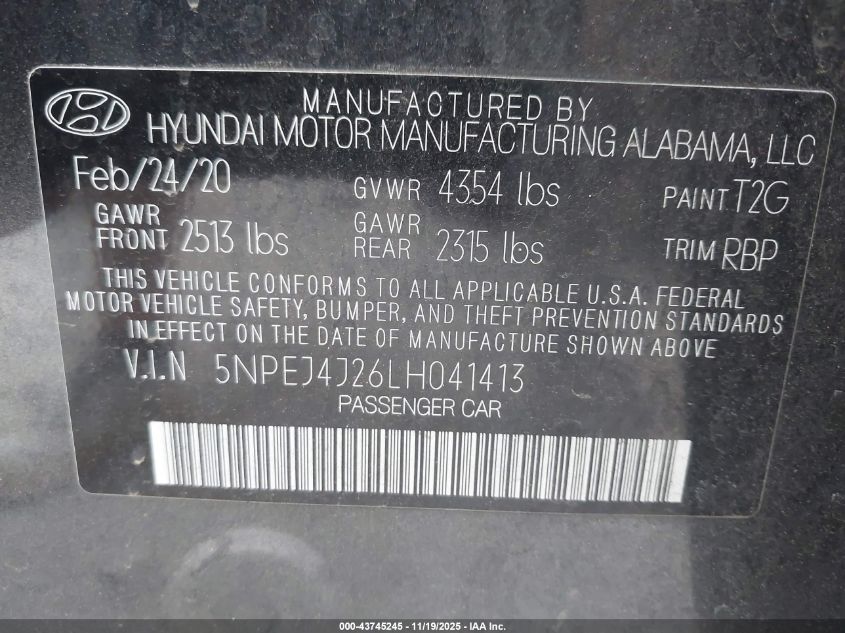 MANUFACTURED BY
HYUNDAI MOTOR MANUFACTURING ALABAMA, LLC
Feb/24/20 GVWR 4354 lbs PAINT T2G
GAWR FRONT 2513 lbs GAWR REAR 2315 lbs TRIM RBP
THIS VEHICLE CONFORMS TO ALL APPLICABLE U.S.A. FEDERAL
MOTOR VEHICLE SAFETY, BUMPER, AND THEFT PREVENTION STANDARDS
IN EFFECT ON THE DATE OF MANUFACTURE SHOWN ABOVE
V.I.N 5NPEJ4J26LH041413
PASSENGER CAR
000-43745245 - 11/19/2025 - IAA Inc.